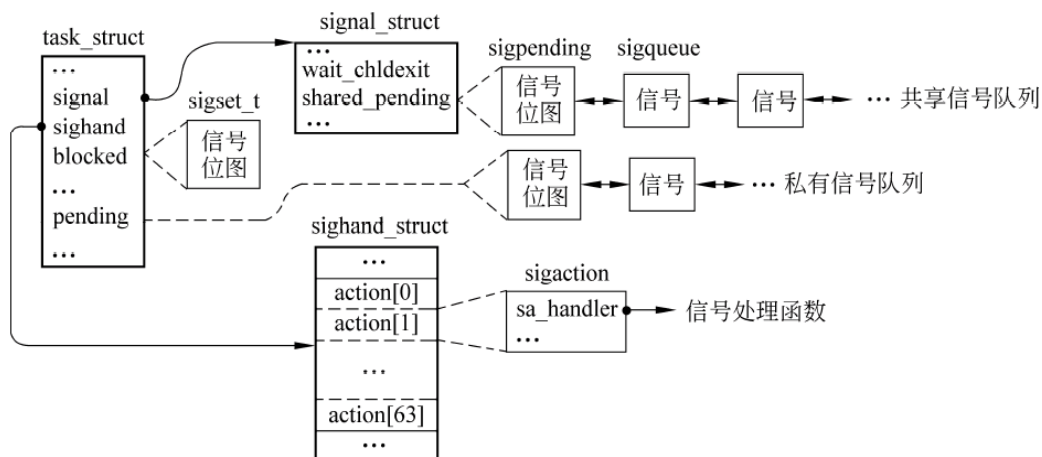 task_struct
…
signal
sighand
blocked
…
pending
…
sigset_t
信号
位图
signal_struct
…
wait_chldexit
shared_pending
…
sigpending
信号
位图
sigqueue
信号
信号
… 共享信号队列
信号
位图
信号
… 私有信号队列
sighand_struct
…
action[0]
action[1]
…
action[63]
…
sigaction
sa_handler
…
信号处理函数